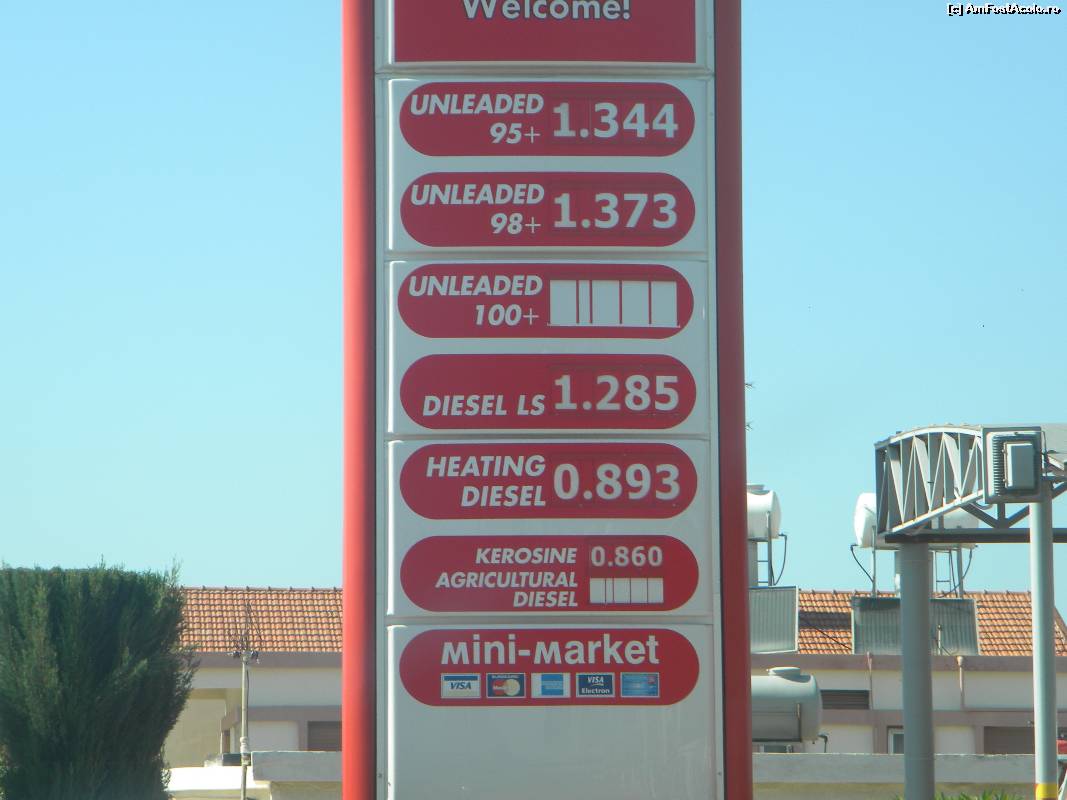 [c] AmFostAcolo.ro
Welcome!
UNLEADED 95+ 1.344
UNLEADED 98+ 1.373
UNLEADED 100+
DIESEL LS 1.285
HEATING DIESEL 0.893
KEROSINE 0.860
AGRICULTURAL DIESEL
Mini-Market
VISA VISA Electron